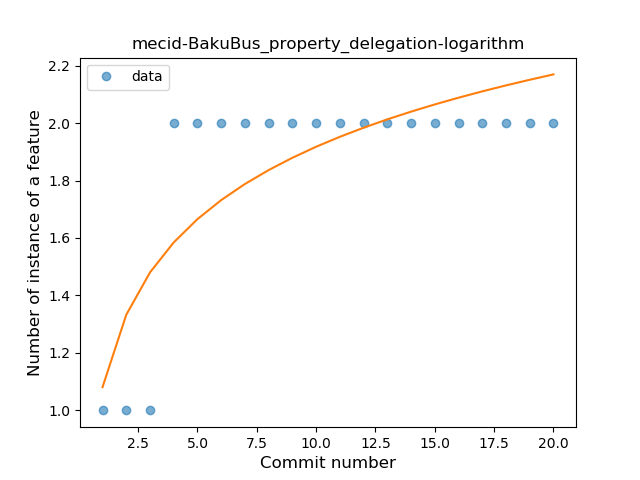 mecid-BakuBus_property_delegation-logarithm
data
Number of instance of a feature
2.2
2.0
1.8
1.6
1.4
1.2
1.0
2.5 5.0 7.5 10.0 12.5 15.0 17.5 20.0
Commit number